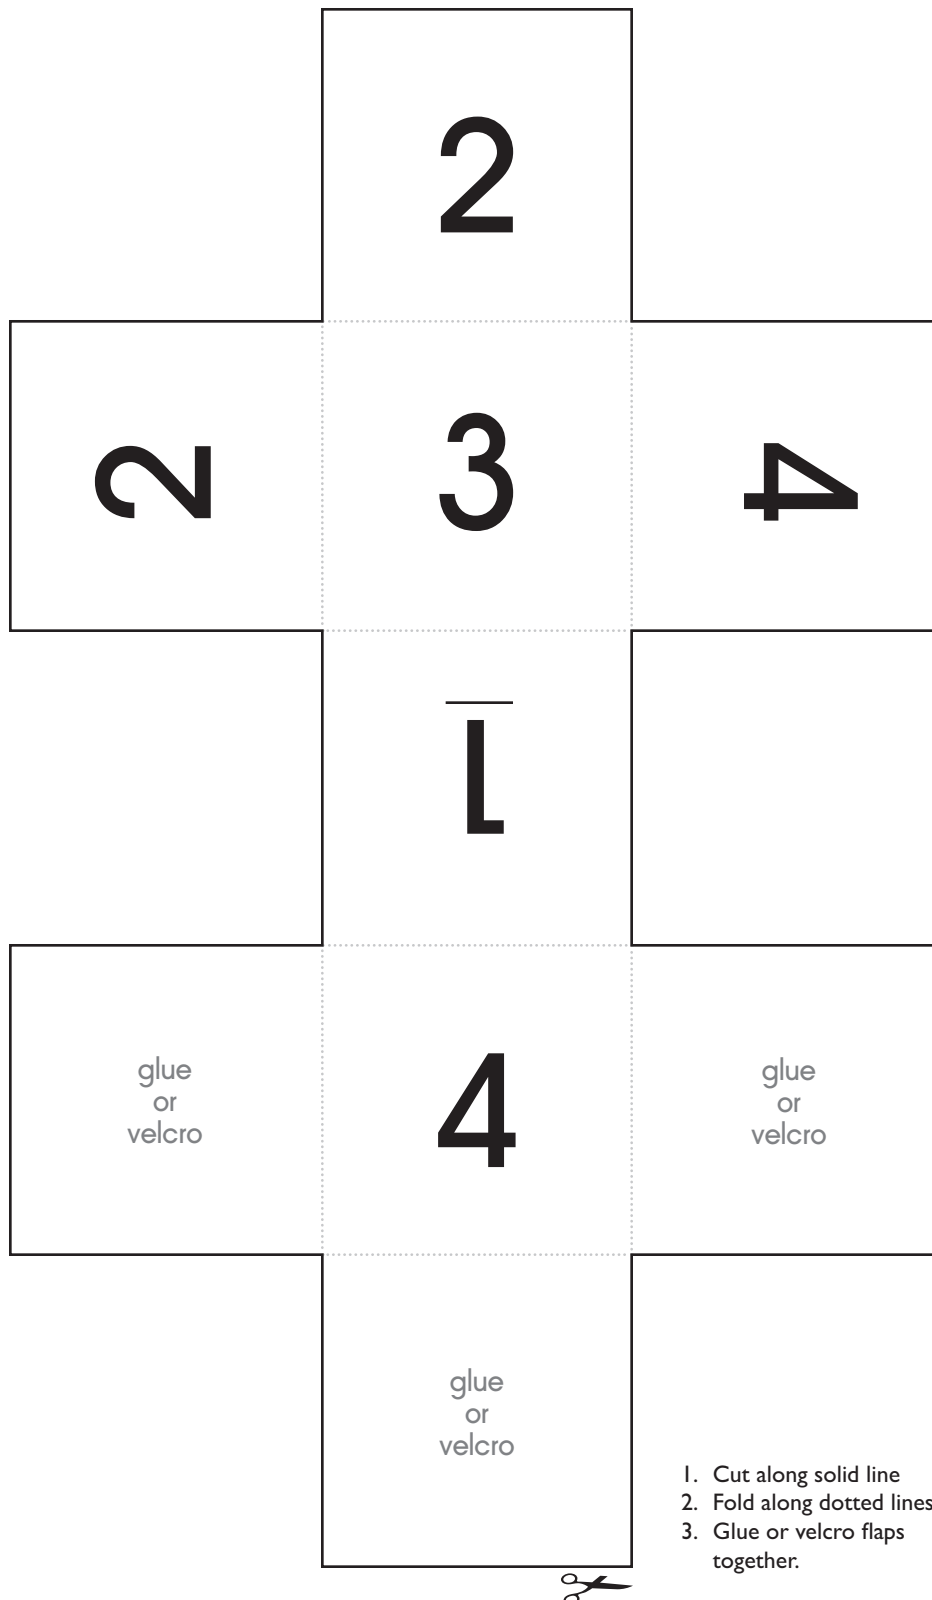 2
2 3 4
1
glue
or
velcro
4
glue
or
velcro
glue
or
velcro
1. Cut along solid line
2. Fold along dotted lines
3. Glue or velcro flaps
together.